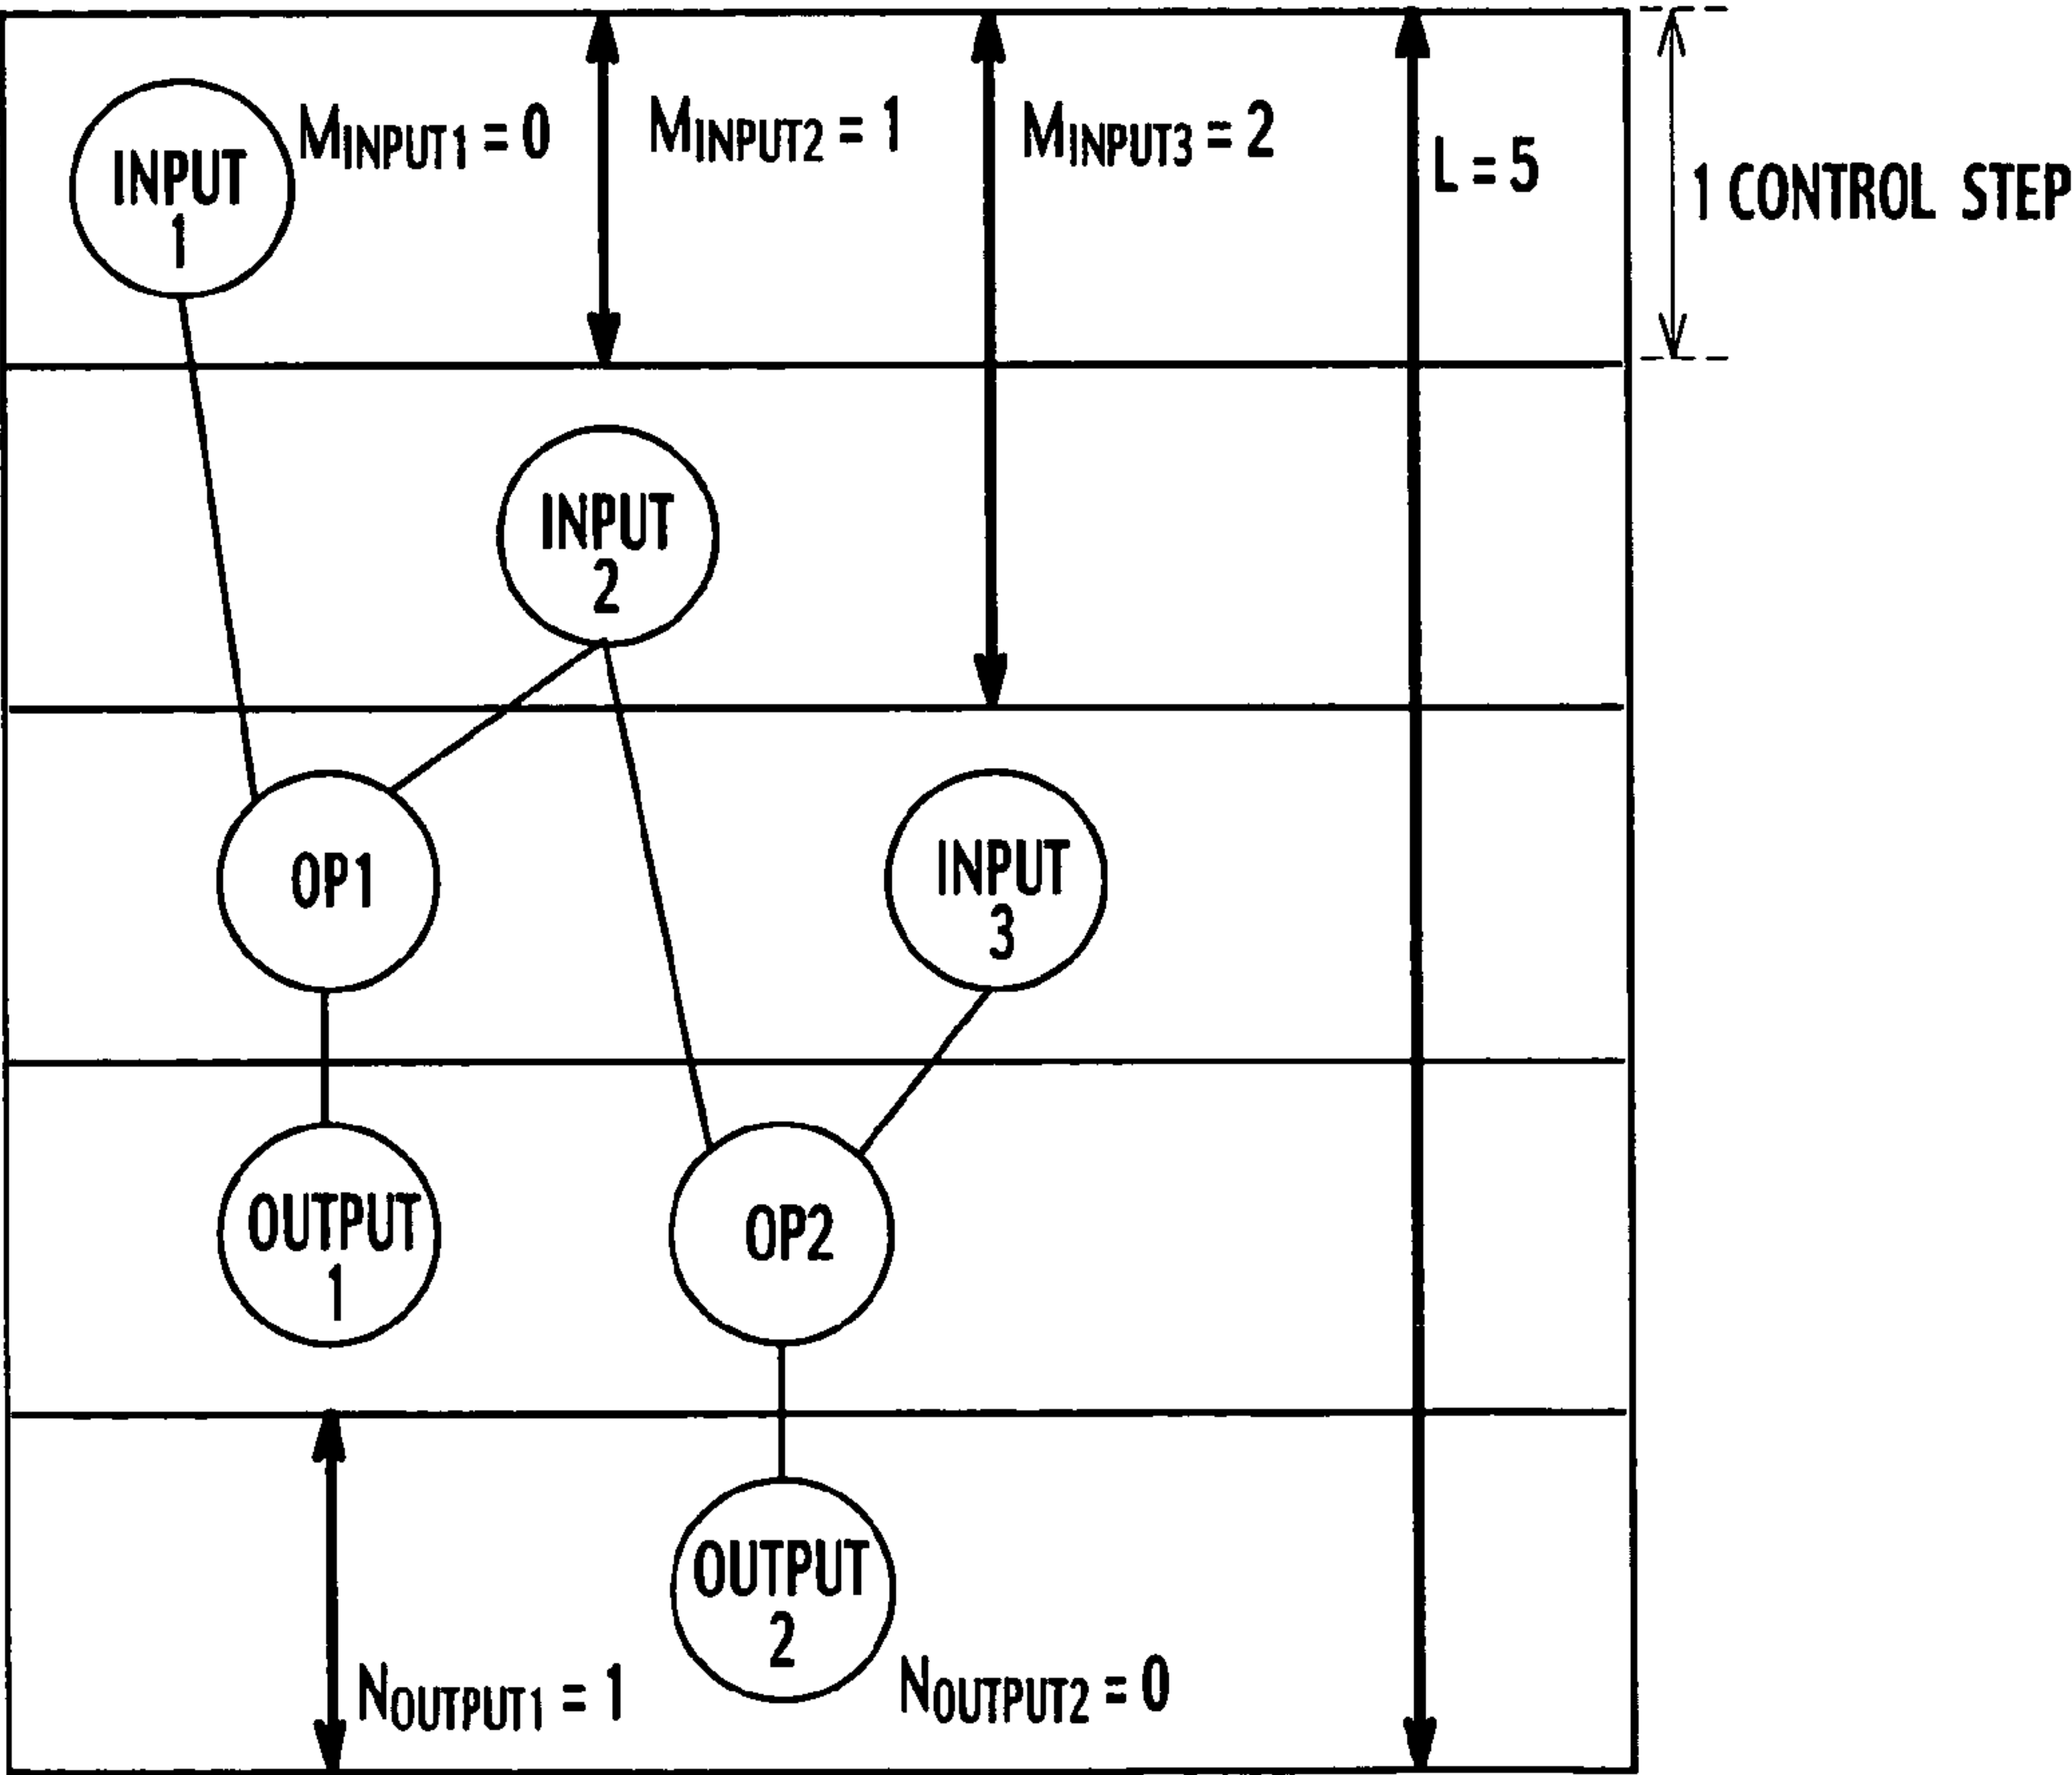 INPUT
1
MINPUT1 = 0
MINPUT2 = 1
MINPUT3 = 2
L = 5
1 CONTROL STEP
INPUT
2
OP1
INPUT
3
OUTPUT
1
OP2
OUTPUT
2
NOUTPUT1 = 1
NOUTPUT2 = 0